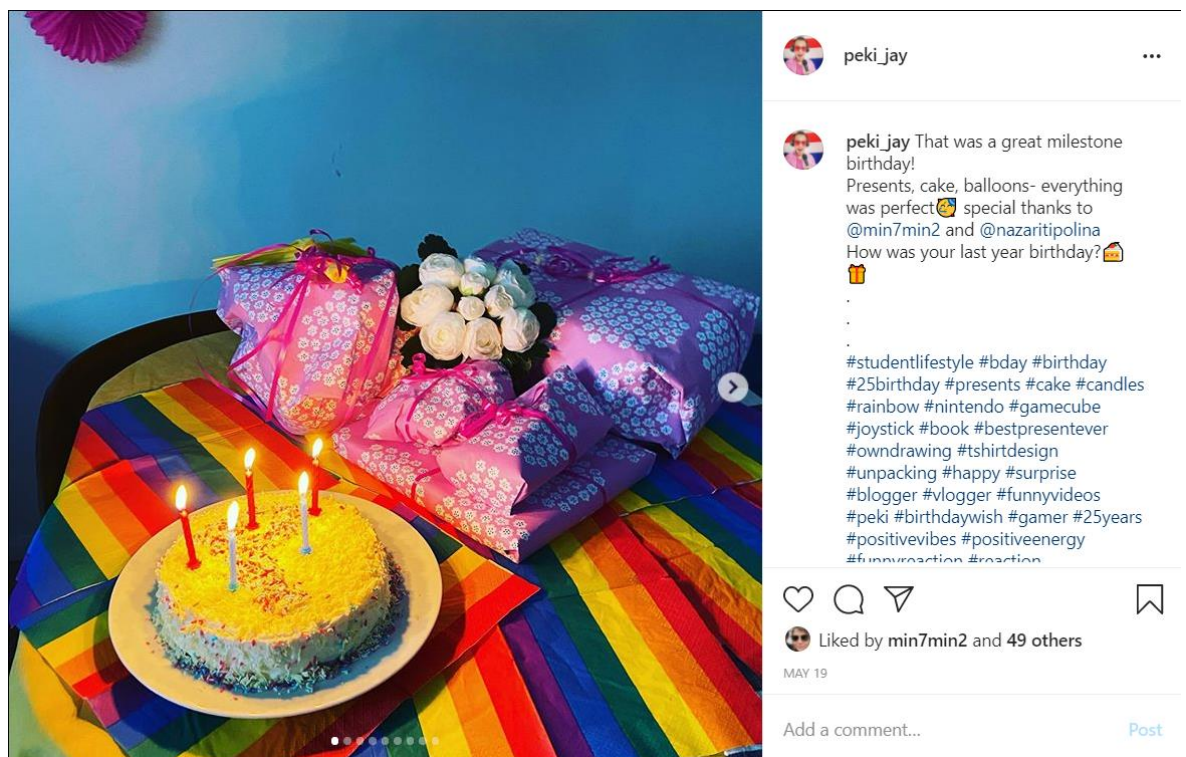 peki_jay
peki_jay That was a great milestone
birthday!
Presents, cake, balloons- everything
was perfect🥳 special thanks to
@min7min2 and @nazaritipolina
How was your last year birthday?🍰
🎁
.
.
.
#studentlifestyle #bday #birthday
#25birthday #presents #cake #candles
#rainbow #nintendo #gamecube
#joystick #book #bestpresentever
#owndrawing #tshirtdesign
#unpacking #happy #surprise
#blogger #vlogger #funnyvideos
#peki #birthdaywish #gamer #25years
#positivevibes #positiveenergy
#funnyreaction #reaction
Liked by min7min2 and 49 others
MAY 19
Add a comment...
Post